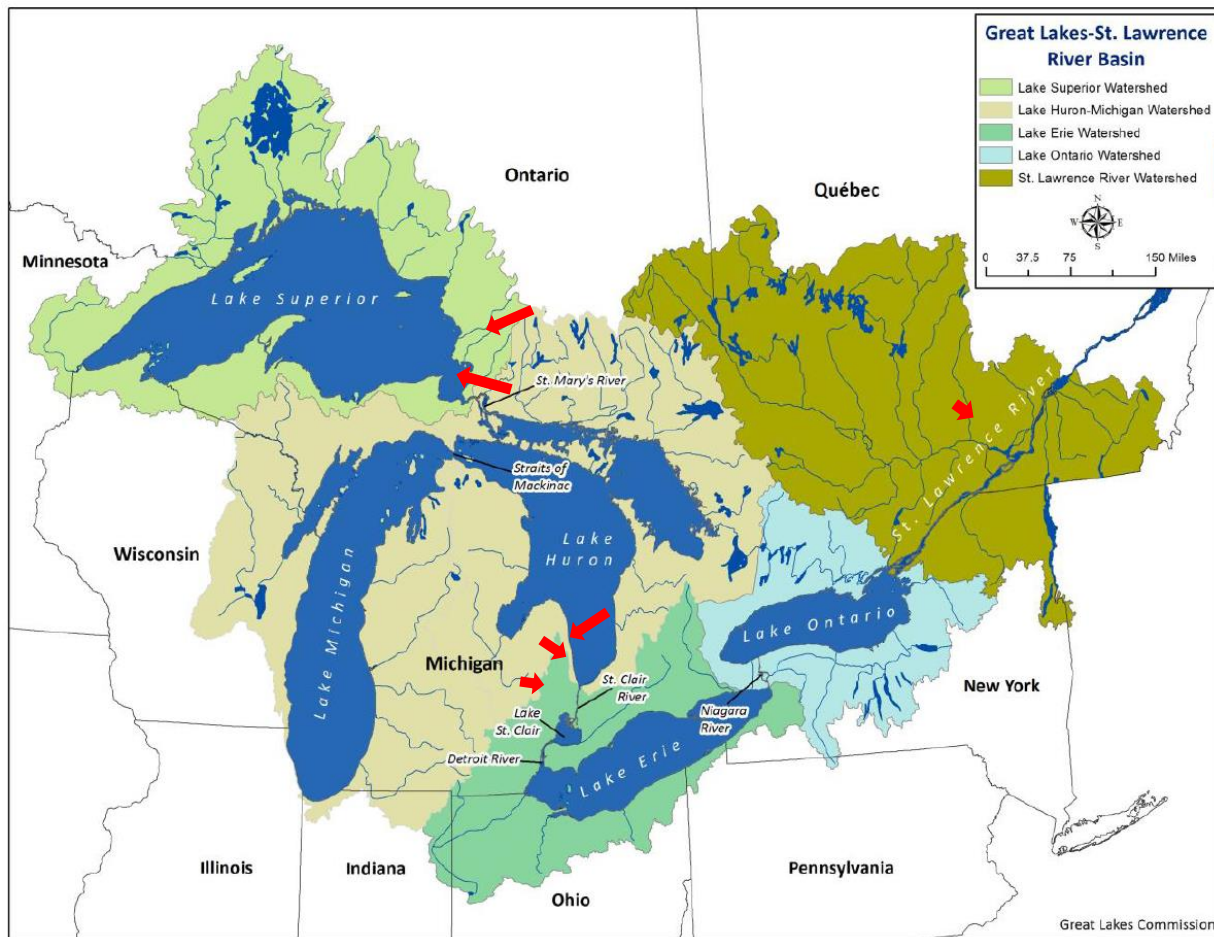 Great Lakes-St. Lawrence
River Basin
Lake Superior Watershed
Lake Huron-Michigan Watershed
Lake Erie Watershed
Lake Ontario Watershed
St. Lawrence River Watershed
N
W E
S
0 37.5 75 150 Miles
Ontario
Québec
Minnesota
Lake Superior
St. Mary's River
St. Lawrence River
Straits of
Mackinac
Wisconsin
Lake
Huron
Lake Michigan
Lake Ontario
Michigan
St. Clair
River
New York
Lake
St. Clair
Niagara
River
Detroit River
Lake Erie
Illinois
Indiana
Ohio
Pennsylvania
Great Lakes Commission